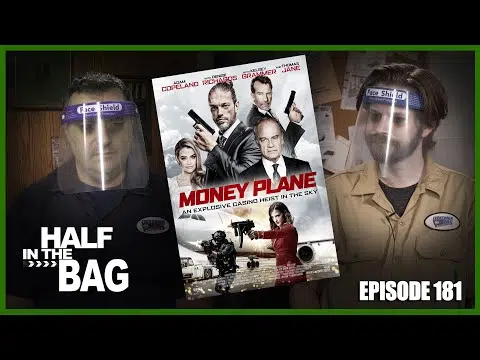 Face Shield
Face Shield
ADAM COPELAND
DENISE RICHARDS
KELSEY GRAMMER
THOMAS JANE
MONEY PLANE
AN EXPLOSIVE CASINO HEIST IN THE SKY
HALF
IN THE
BAG
EPISODE 181